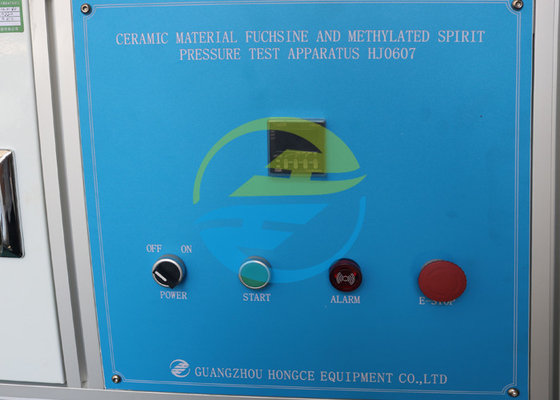 CERAMIC MATERIAL FUCHSINE AND METHYLATED SPIRIT
PRESSURE TEST APPARATUS HJ0607
OFF ON
POWER
START
ALARM
E-STOP
GUANGZHOU HONGCE EQUIPMENT CO.,LTD